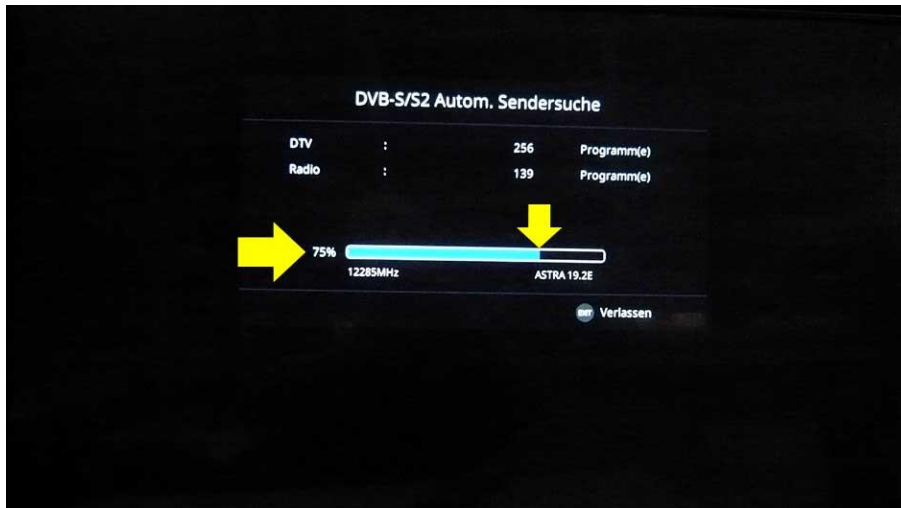 DVB-S/S2 Autom. Sendersuche
DTV : 256 Programm(e)
Radio : 139 Programm(e)
75%
12285MHz ASTRA 19.2E
EXIT Verlassen